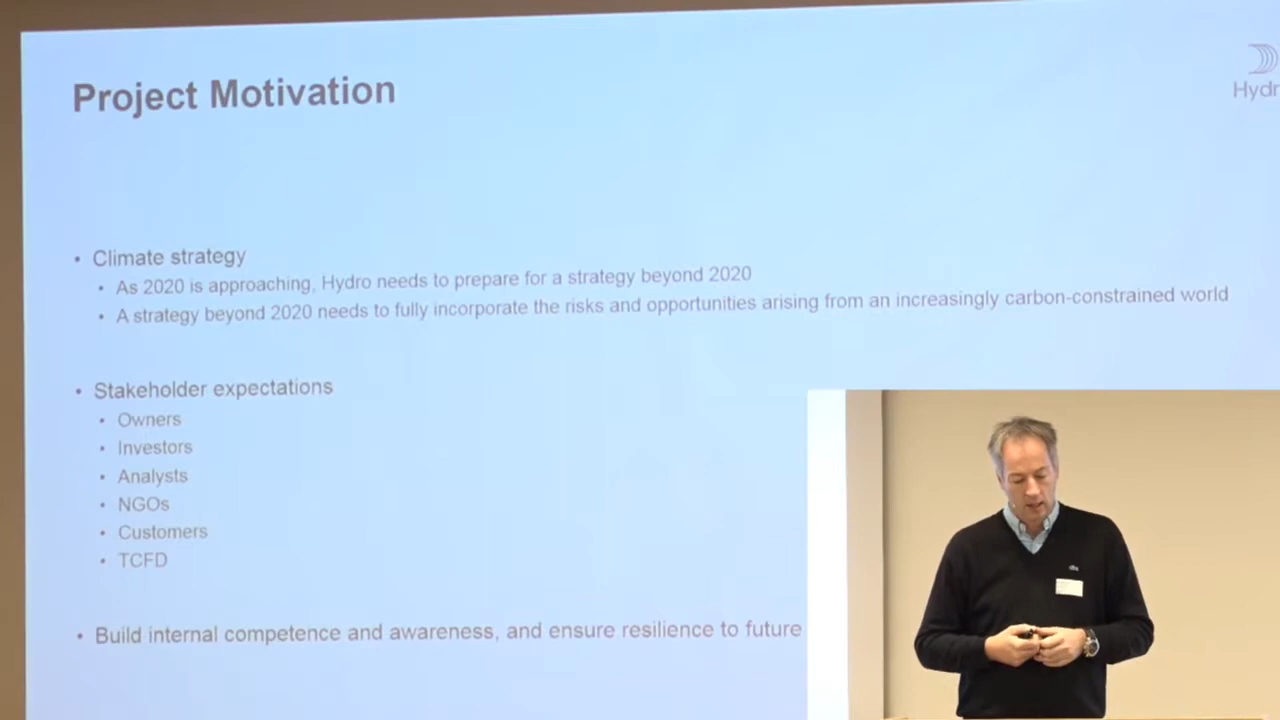 Project Motivation
Hydr
• Climate strategy
• As 2020 is approaching, Hydro needs to prepare for a strategy beyond 2020
• A strategy beyond 2020 needs to fully incorporate the risks and opportunities arising from an increasingly carbon-constrained world
• Stakeholder expectations
• Owners
• Investors
• Analysts
• NGOs
• Customers
• TCFD
• Build internal competence and awareness, and ensure resilience to future